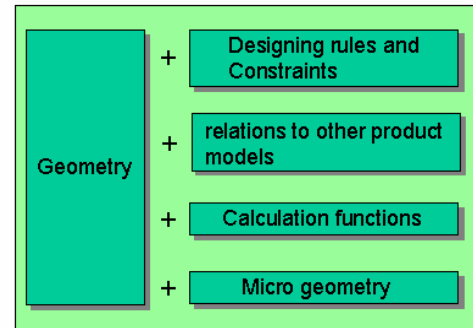 Geometry
+
Designing rules and
Constraints
+
relations to other product
models
+
Calculation functions
+
Micro geometry